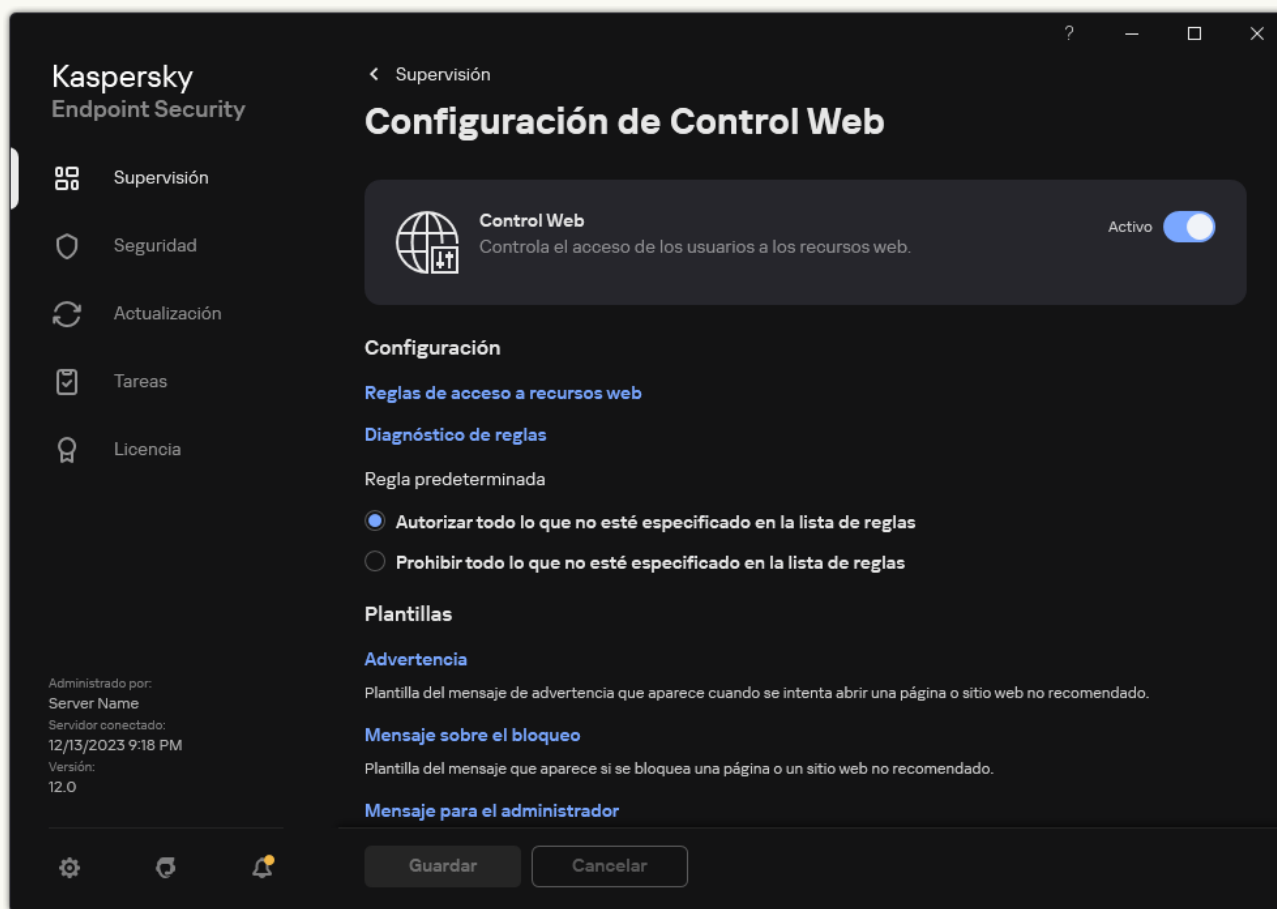 ?
Kaspersky
Endpoint Security
Supervisión
Seguridad
Actualización
Tareas
Licencia
Administrado por:
Server Name
Servidor conectado:
12/13/2023 9:18 PM
Versión:
12.0
Supervisión
Configuración de Control Web
Control Web
Controla el acceso de los usuarios a los recursos web.
Activo
Configuración
Reglas de acceso a recursos web
Diagnóstico de reglas
Regla predeterminada
Autorizar todo lo que no esté especificado en la lista de reglas
Prohibir todo lo que no esté especificado en la lista de reglas
Plantillas
Advertencia
Plantilla del mensaje de advertencia que aparece cuando se intenta abrir una página o sitio web no recomendado.
Mensaje sobre el bloqueo
Plantilla del mensaje que aparece si se bloquea una página o un sitio web no recomendado.
Mensaje para el administrador
Guardar
Cancelar